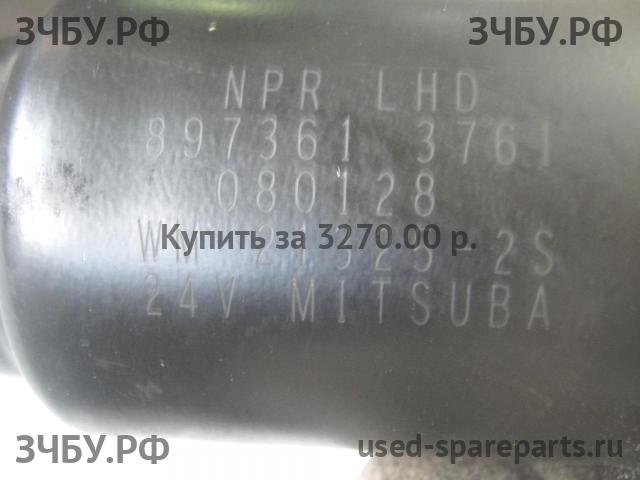 ЗЧБУ.РФ ЗЧБУ.РФ
NPR LHD
897361 3761
080128
Купить за 3270.00 р.
24V MITSUBA
ЗЧБУ.РФ used-spareparts.ru